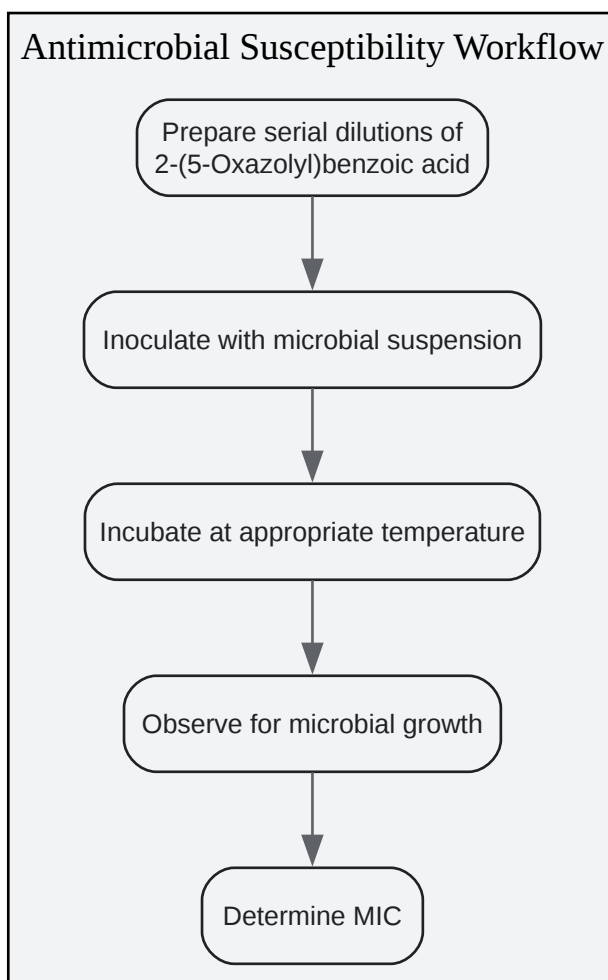 Antimicrobial Susceptibility Workflow
Prepare serial dilutions of
2-(5-Oxazolyl)benzoic acid
Inoculate with microbial suspension
Incubate at appropriate temperature
Observe for microbial growth
Determine MIC